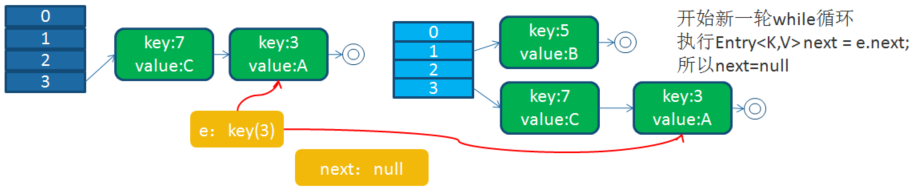 0
1
2
3
key:7
value:C
key:3
value:A
e：key(3)
next：null
0
1
2
3
key:5
value:B
key:7
value:C
key:3
value:A
开始新一轮while循环
执行Entry<K,V> next = e.next;
所以next=null